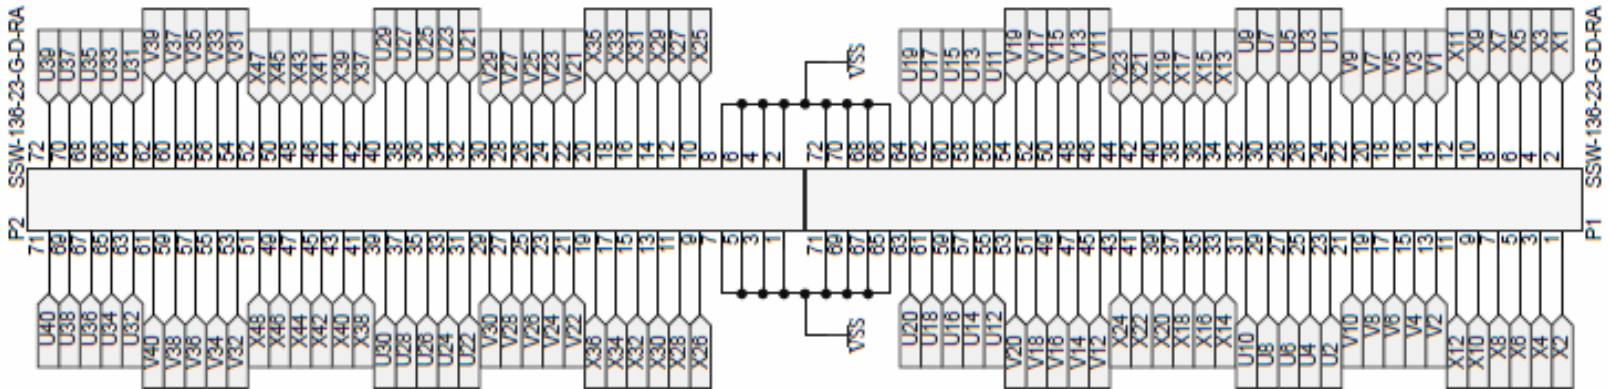 SSW-136-23-G-D-RA
U39 U37 U35 U33 U31 V39 V37 V35 V33 V31 X47 X45 X43 X41 X39 X37 U29 U27 U25 U23 U21 V29 V27 V25 V23 V21 X35 X33 X31 X29 X27 X25 VSS U19 U17 U15 U13 U11 V19 V17 V15 V13 V11 X23 X21 X19 X17 X15 X13 U9 U7 U5 U3 U1 V9 V7 V5 V3 V1 X11 X9 X7 X5 X3 X1
SSW-136-23-G-D-RA
72 70 68 66 64 62 60 58 56 54 52 50 48 46 44 42 40 38 36 34 32 30 28 26 24 22 20 18 16 14 12 10 8 6 4 2 72 70 68 66 64 62 60 58 56 54 52 50 48 46 44 42 40 38 36 34 32 30 28 26 24 22 20 18 16 14 12 10 8 6 4 2
P2
P1
71 69 67 65 63 61 59 57 55 53 51 49 47 45 43 41 39 37 35 33 31 29 27 25 23 21 19 17 15 13 11 9 7 5 3 1 71 69 67 65 63 61 59 57 55 53 51 49 47 45 43 41 39 37 35 33 31 29 27 25 23 21 19 17 15 13 11 9 7 5 3 1
U40 U38 U36 U34 U32 V40 V38 V36 V34 V32 X48 X46 X44 X42 X40 X38 U30 U28 U26 U24 U22 V30 V28 V26 V24 V22 X36 X34 X32 X30 X28 X26 VSS U20 U18 U16 U14 U12 V20 V18 V16 V14 V12 X24 X22 X20 X18 X16 X14 U10 U8 U6 U4 U2 V10 V8 V6 V4 V2 X12 X10 X8 X6 X4 X2